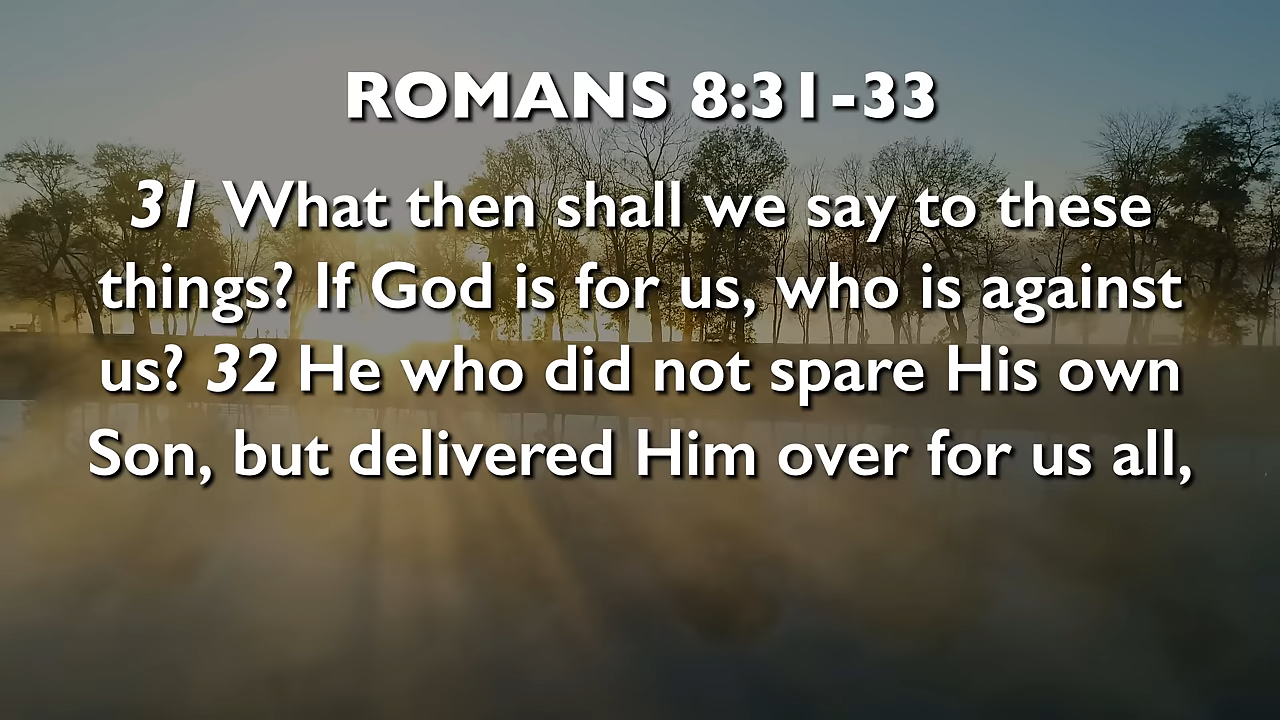 ROMANS 8:31-33
31 What then shall we say to these
things? If God is for us, who is against
us? 32 He who did not spare His own
Son, but delivered Him over for us all,